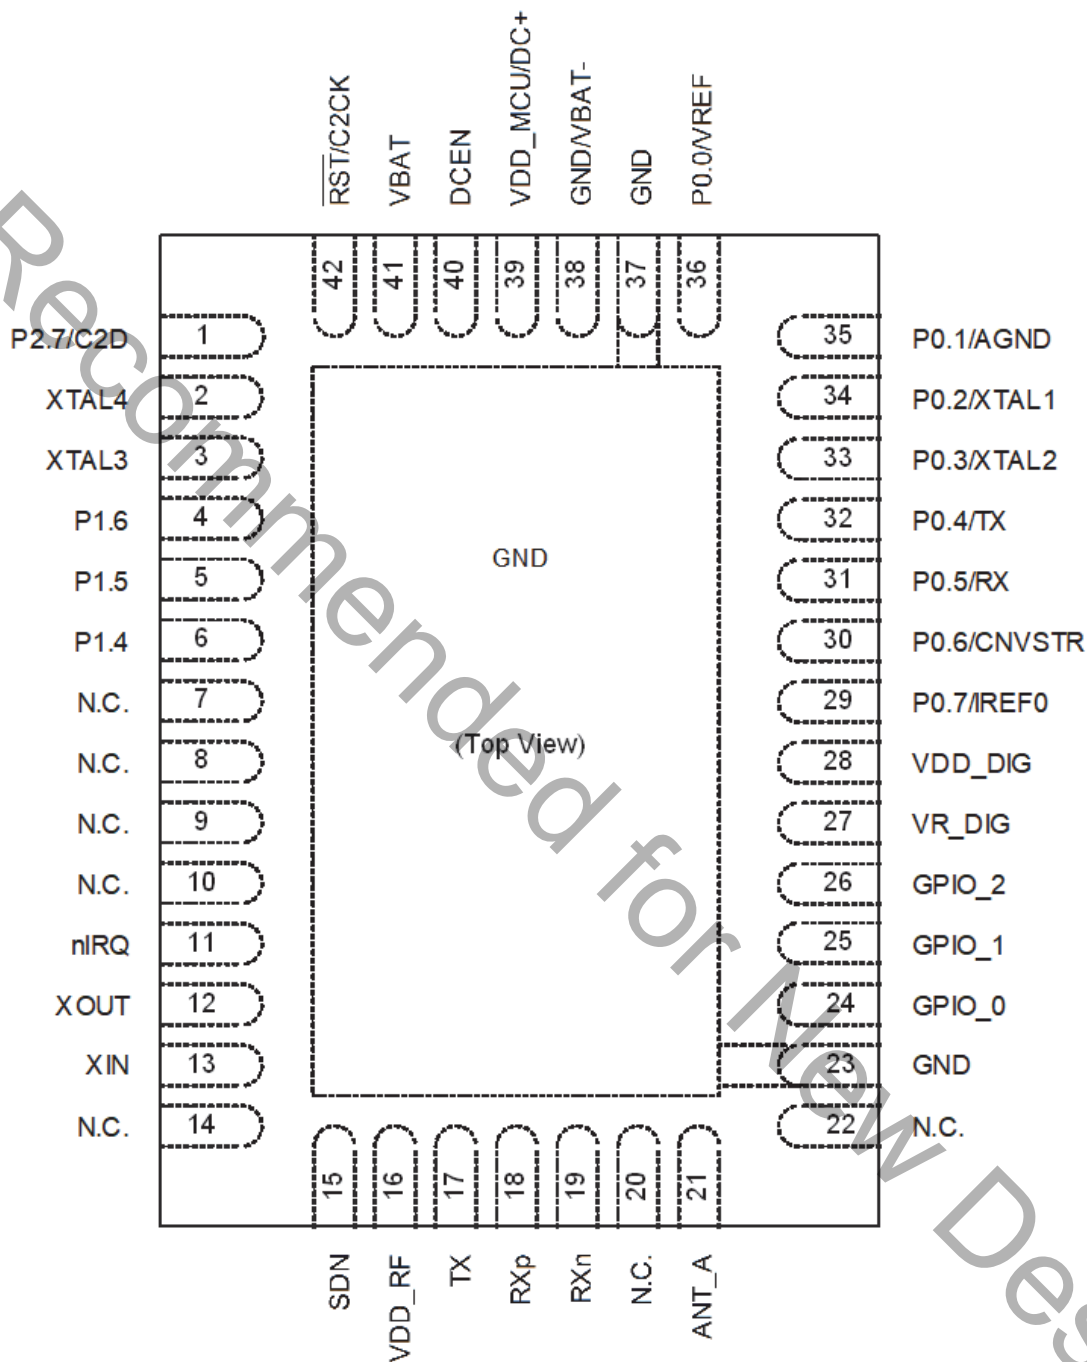 RST/C2CK
VBAT
DCEN
VDD_MCU/DC+
GND/VBAT-
GND
P0.0/VREF
42
41
40
39
38
37
36
P2.7/C2D
1
XTAL4
2
XTAL3
3
P1.6
4
P1.5
5
P1.4
6
N.C.
7
N.C.
8
N.C.
9
N.C.
10
nIRQ
11
XOUT
12
XIN
13
N.C.
14
GND
(Top View)
35
P0.1/AGND
34
P0.2/XTAL1
33
P0.3/XTAL2
32
P0.4/TX
31
P0.5/RX
30
P0.6/CNVSTR
29
P0.7/IREF0
28
VDD_DIG
27
VR_DIG
26
GPIO_2
25
GPIO_1
24
GPIO_0
23
GND
22
N.C.
15
16
17
18
19
20
21
SDN
VDD_RF
TX
RXp
RXn
N.C.
ANT_A
Recommended for New Des